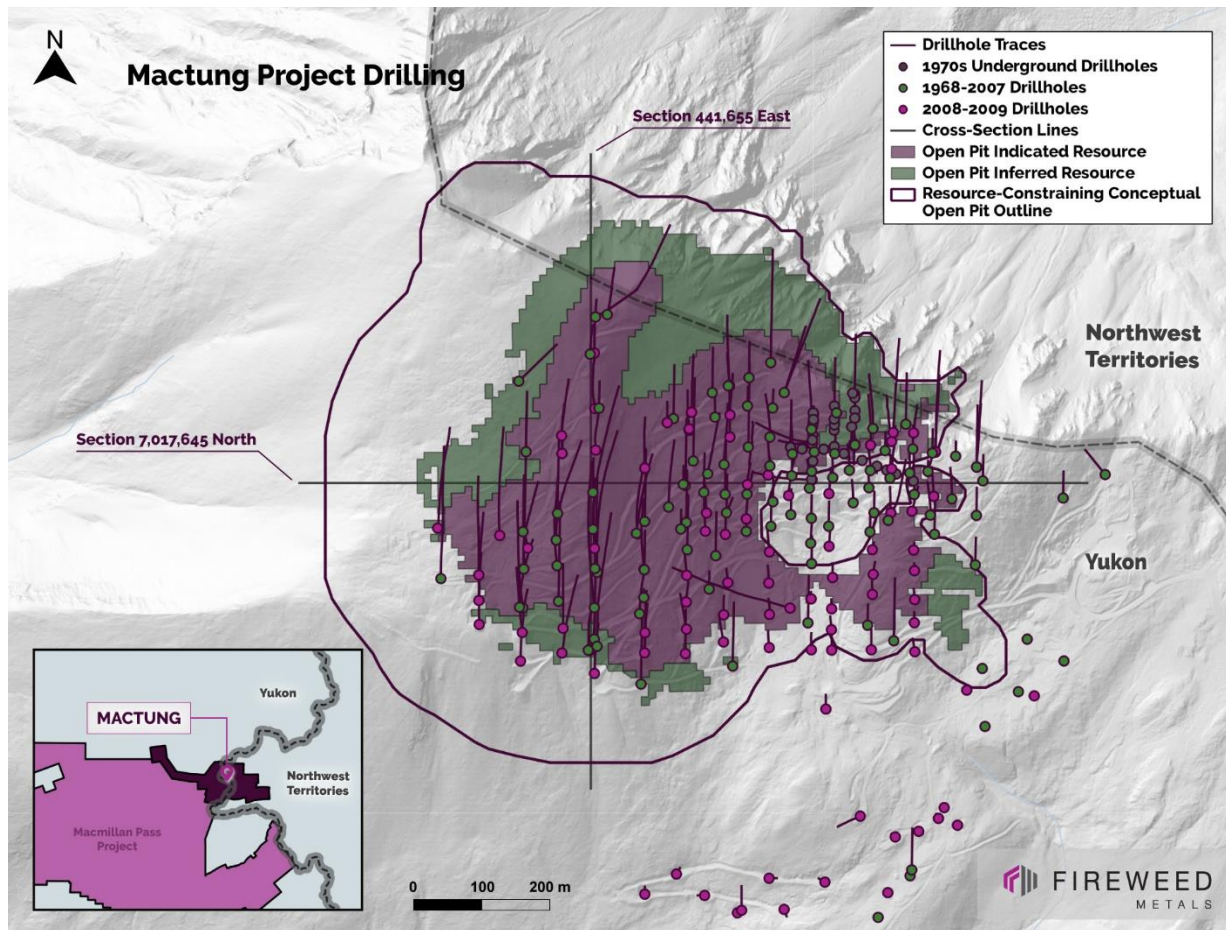 N
Mactung Project Drilling
Section 441,655 East
Drillhole Traces
1970s Underground Drillholes
1968-2007 Drillholes
2008-2009 Drillholes
Cross-Section Lines
Open Pit Indicated Resource
Open Pit Inferred Resource
Resource-Constraining Conceptual
Open Pit Outline
Northwest
Territories
Section 7,017,645 North
Yukon
Yukon
MACTUNG
Northwest
Territories
Macmillan Pass
Project
0 100 200 m
FIREWEED
METALS